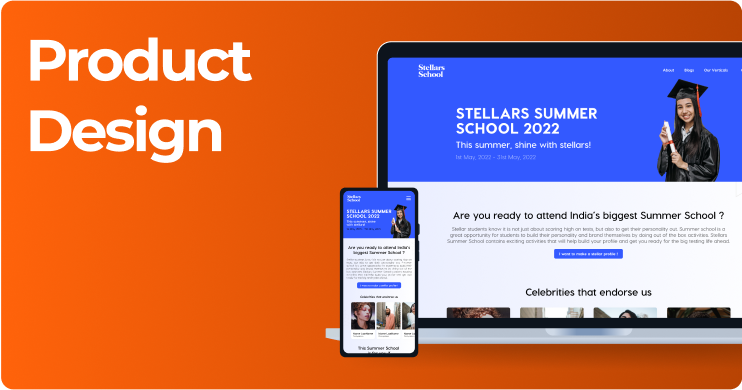 Product
Design
Stellars
School
About Blogs Our Verticals
STELLARS SUMMER
SCHOOL 2022
This summer, shine with stellars!
1st May, 2022 - 31st May, 2022
Are you ready to attend India's biggest Summer School ?
Stellar students know it is not just about scoring high on tests, but also to get their personality out. Summer school is a
great opportunity for students to build their personality and brand themselves by doing out of the box activities. Stellars
Summer School contains exciting activities that will help build your profile and get you ready for the big testing life ahead.
I want to make a stellar profile !
Celebrities that endorse us
Stellars
School
STELLARS SUMMER
SCHOOL 2022
This summer, shine
with stellars!
Are you ready to attend India's
biggest Summer School ?
I want to make a stellar profile !
Celebrities that endorse us
This Summer School